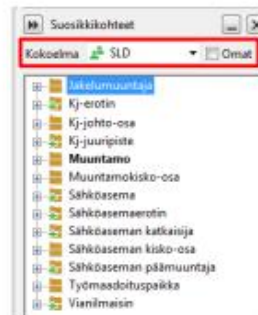 Suosikkikohteet
Kokoelma SLD Omat
Jakelumuuntaja
Kj-erotin
Kj-johto-osa
Kj-juuripiste
Muuntamo
Muuntamokisko-osa
Sähköasema
Sähköasemaerotin
Sähköaseman katkaisija
Sähköaseman kisko-osa
Sähköaseman päämuuntaja
Työmaadoituspaikka
Vianilmaisin